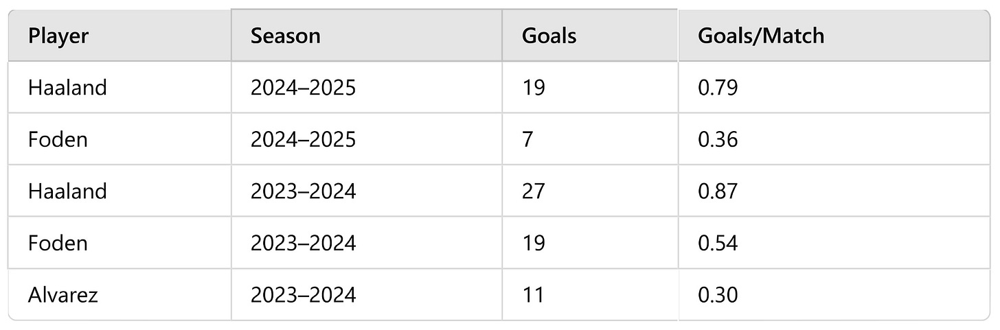 Player Season Goals Goals/Match
Haaland 2024–2025 19 0.79
Foden 2024–2025 7 0.36
Haaland 2023–2024 27 0.87
Foden 2023–2024 19 0.54
Alvarez 2023–2024 11 0.30